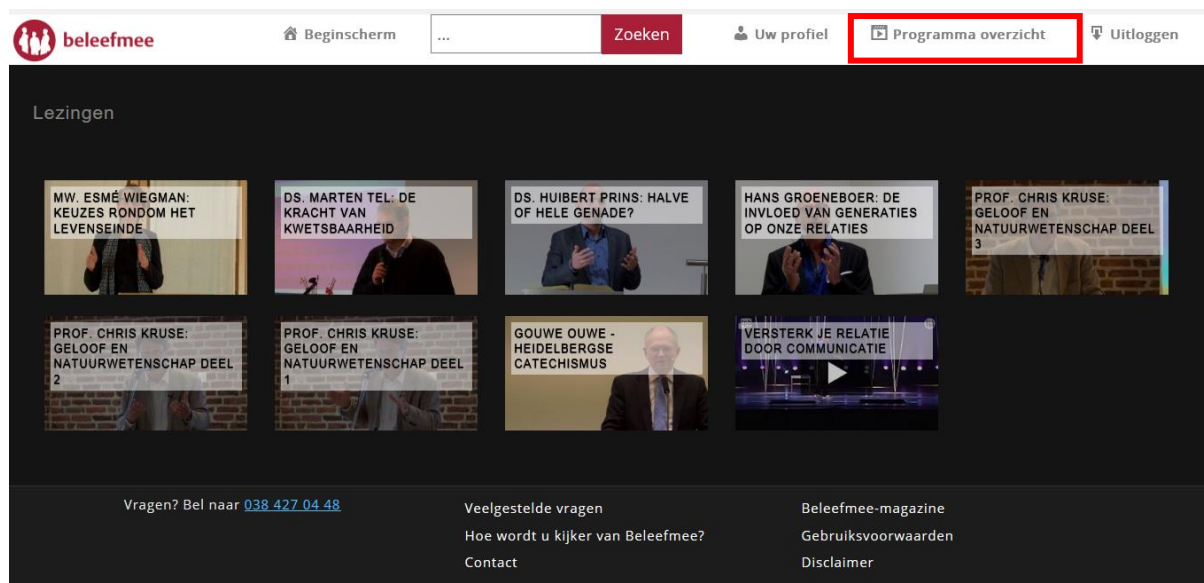 beleefmee
Beginscherm
...
Zoeken
Uw profiel
Programma overzicht
Uitloggen
Lezingen
MW. ESMÉ WIEGMAN:
KEUZES RONDOM HET
LEVENSEINDE
DS. MARTEN TEL: DE
KRACHT VAN
KWETSBAARHEID
DS. HUIBERT PRINS: HALVE
OF HELE GENADE?
HANS GROENEBOER: DE
INVLOED VAN GENERATIES
OP ONZE RELATIES
PROF. CHRIS KRUSE:
GELOOF EN
NATUURWETENSCHAP DEEL
3
PROF. CHRIS KRUSE:
GELOOF EN
NATUURWETENSCHAP DEEL
2
PROF. CHRIS KRUSE:
GELOOF EN
NATUURWETENSCHAP DEEL
1
GOUWE OUWE -
HEIDELBERGSE
CATECHISMUS
VERSTERK JE RELATIE
DOOR COMMUNICATIE
Vragen? Bel naar 038 427 04 48
Veelgestelde vragen
Hoe wordt u kijker van Beleefmee?
Contact
Beleefmee-magazine
Gebruiksvoorwaarden
Disclaimer